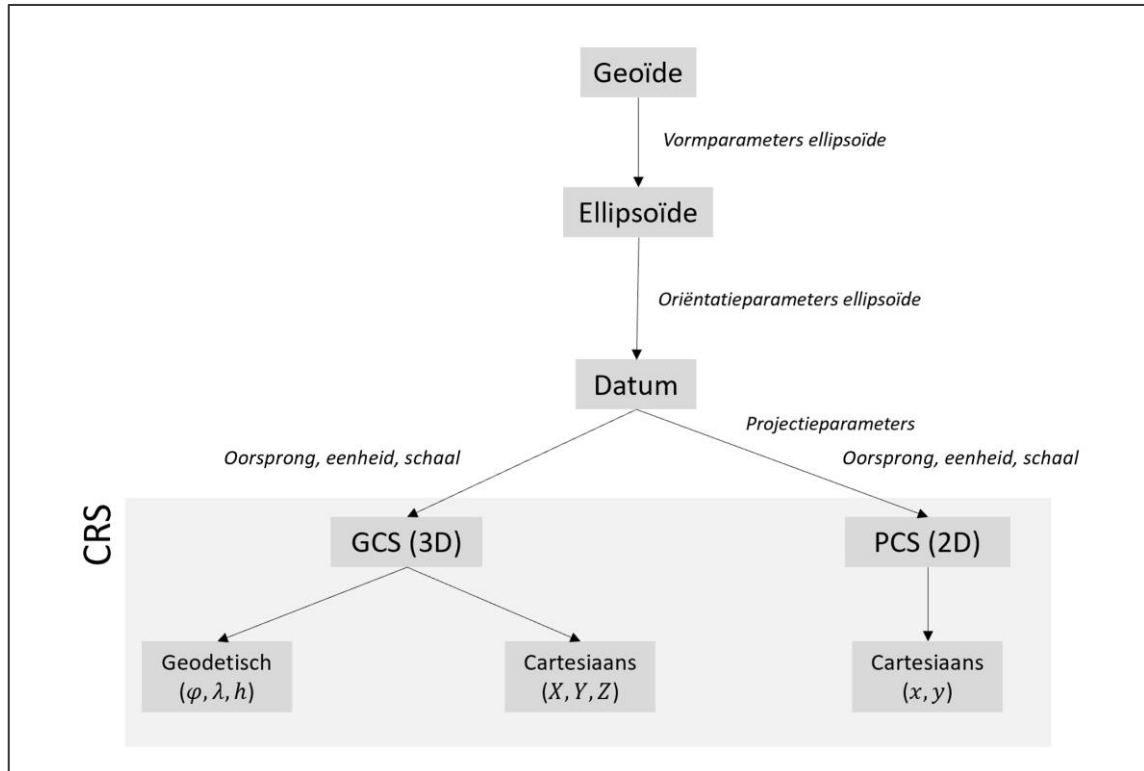 Geoïde
Vormparameters ellipsoïde
Ellipsoïde
Oriëntatieparameters ellipsoïde
Datum
Projectieparameters
Oorsprong, eenheid, schaal
Oorsprong, eenheid, schaal
CRS
GCS (3D)
PCS (2D)
Geodetisch
(φ, λ, h)
Cartesiaans
(X, Y, Z)
Cartesiaans
(x, y)